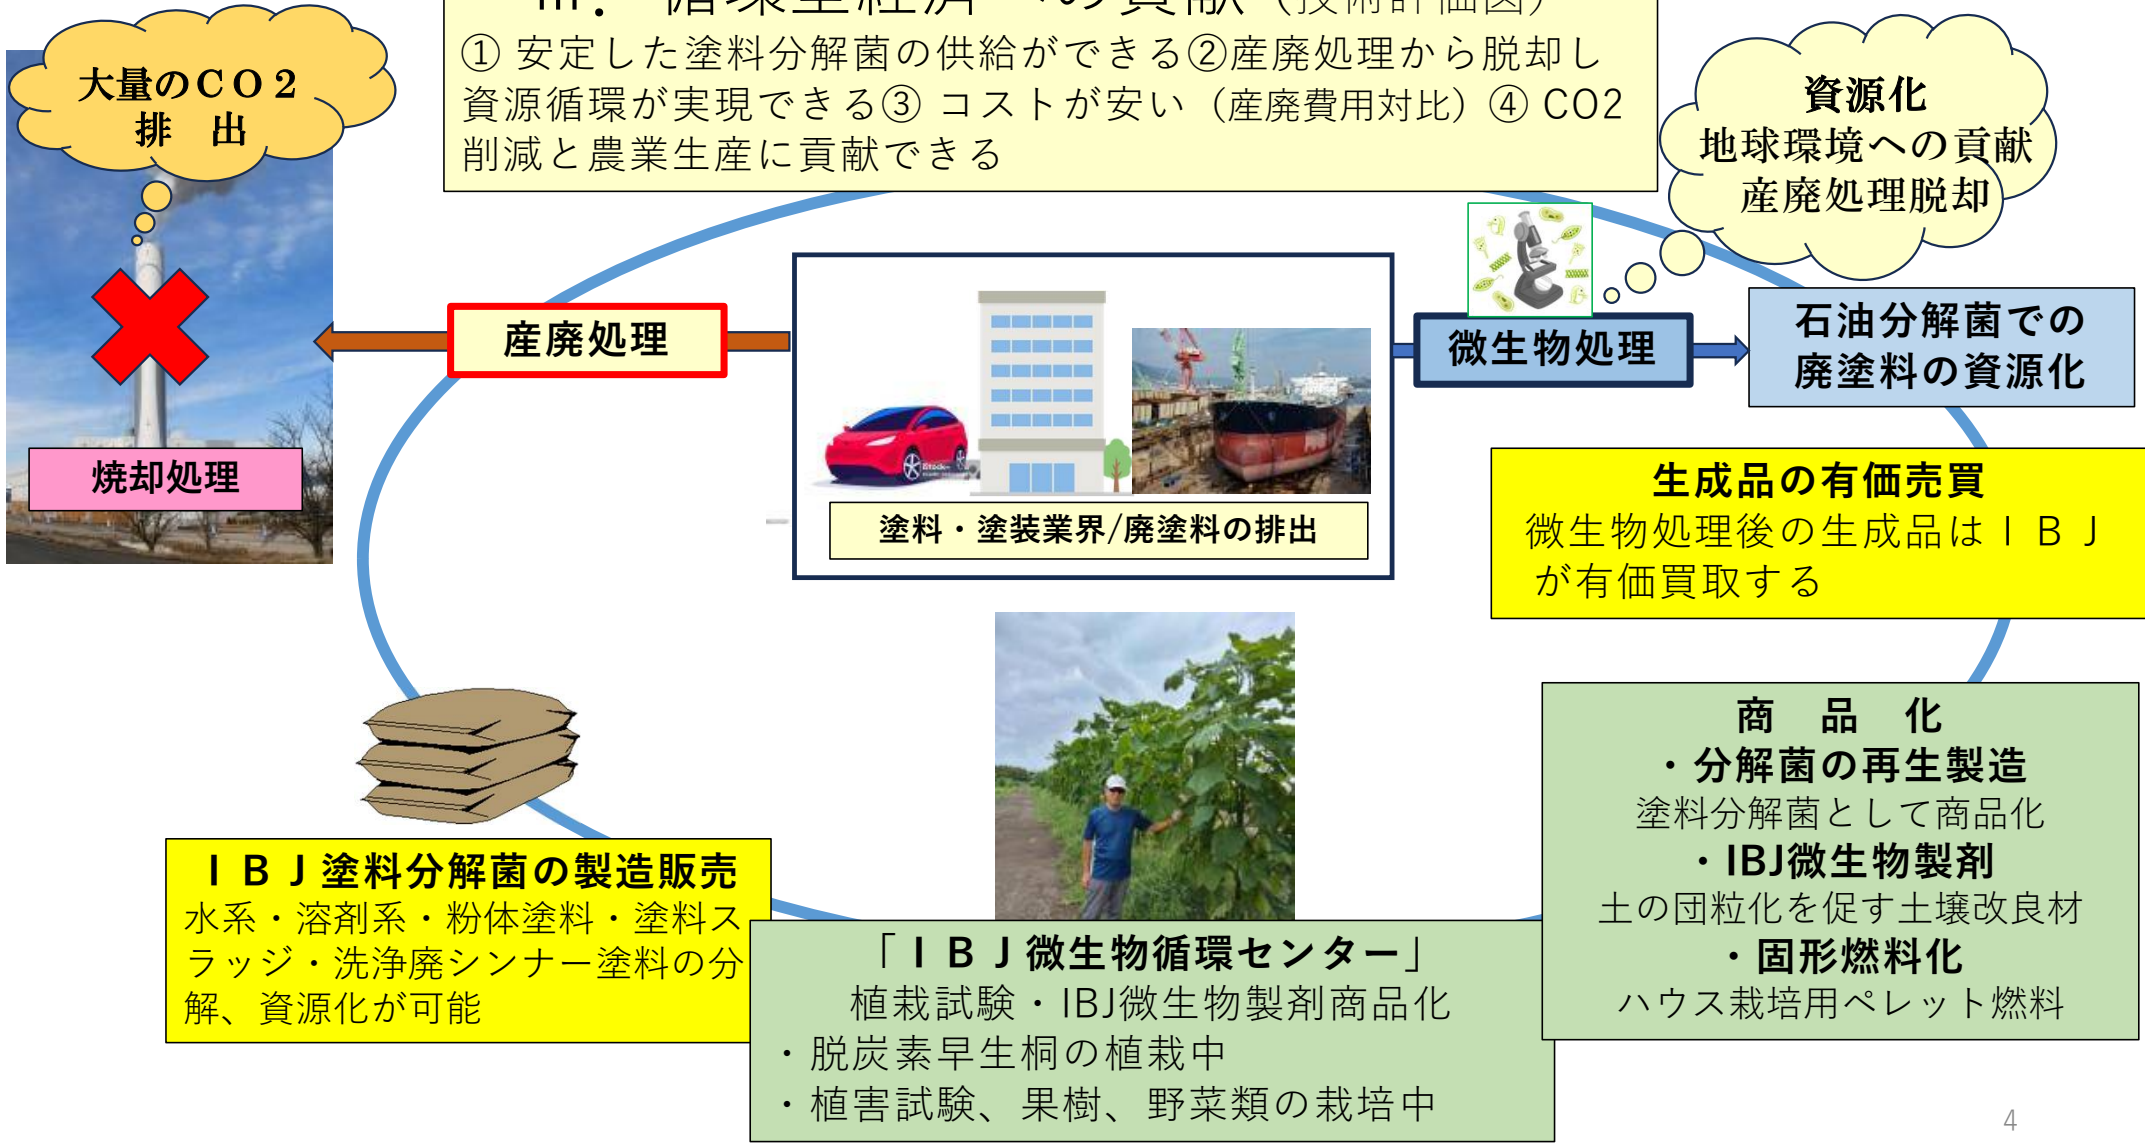 Ⅲ. 循環型経済への貢献（技術評価図）
① 安定した塗料分解菌の供給ができる②産廃処理から脱却し
資源循環が実現できる③ コストが安い（産廃費用対比）④ CO2
削減と農業生産に貢献できる
大量のCO2
排　出
資源化
地球環境への貢献
産廃処理脱却
産廃処理
微生物処理
石油分解菌での
廃塗料の資源化
焼却処理
塗料・塗装業界/廃塗料の排出
生成品の有価売買
微生物処理後の生成品はＩＢＪ
が有価買取する
商　品　化
・分解菌の再生製造
塗料分解菌として商品化
・IBJ微生物製剤
土の団粒化を促す土壌改良材
・固形燃料化
ハウス栽培用ペレット燃料
ＩＢＪ塗料分解菌の製造販売
水系・溶剤系・粉体塗料・塗料ス
ラッジ・洗浄廃シンナー塗料の分
解、資源化が可能
「ＩＢＪ微生物循環センター」
植栽試験・IBJ微生物製剤商品化
・脱炭素早生桐の植栽中
・植害試験、果樹、野菜類の栽培中
4